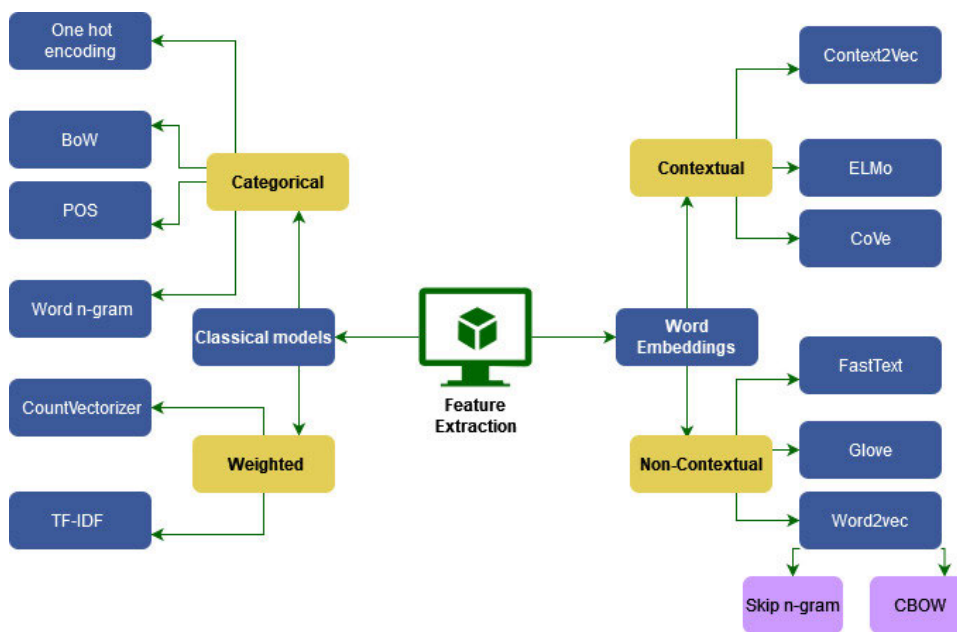 One hot
encoding
BoW
POS
Word n-gram
CountVectorizer
TF-IDF
Categorical
Classical models
Weighted
Feature
Extraction
Word
Embeddings
Contextual
Non-Contextual
Context2Vec
ELMo
CoVe
FastText
Glove
Word2vec
Skip n-gram
CBOW